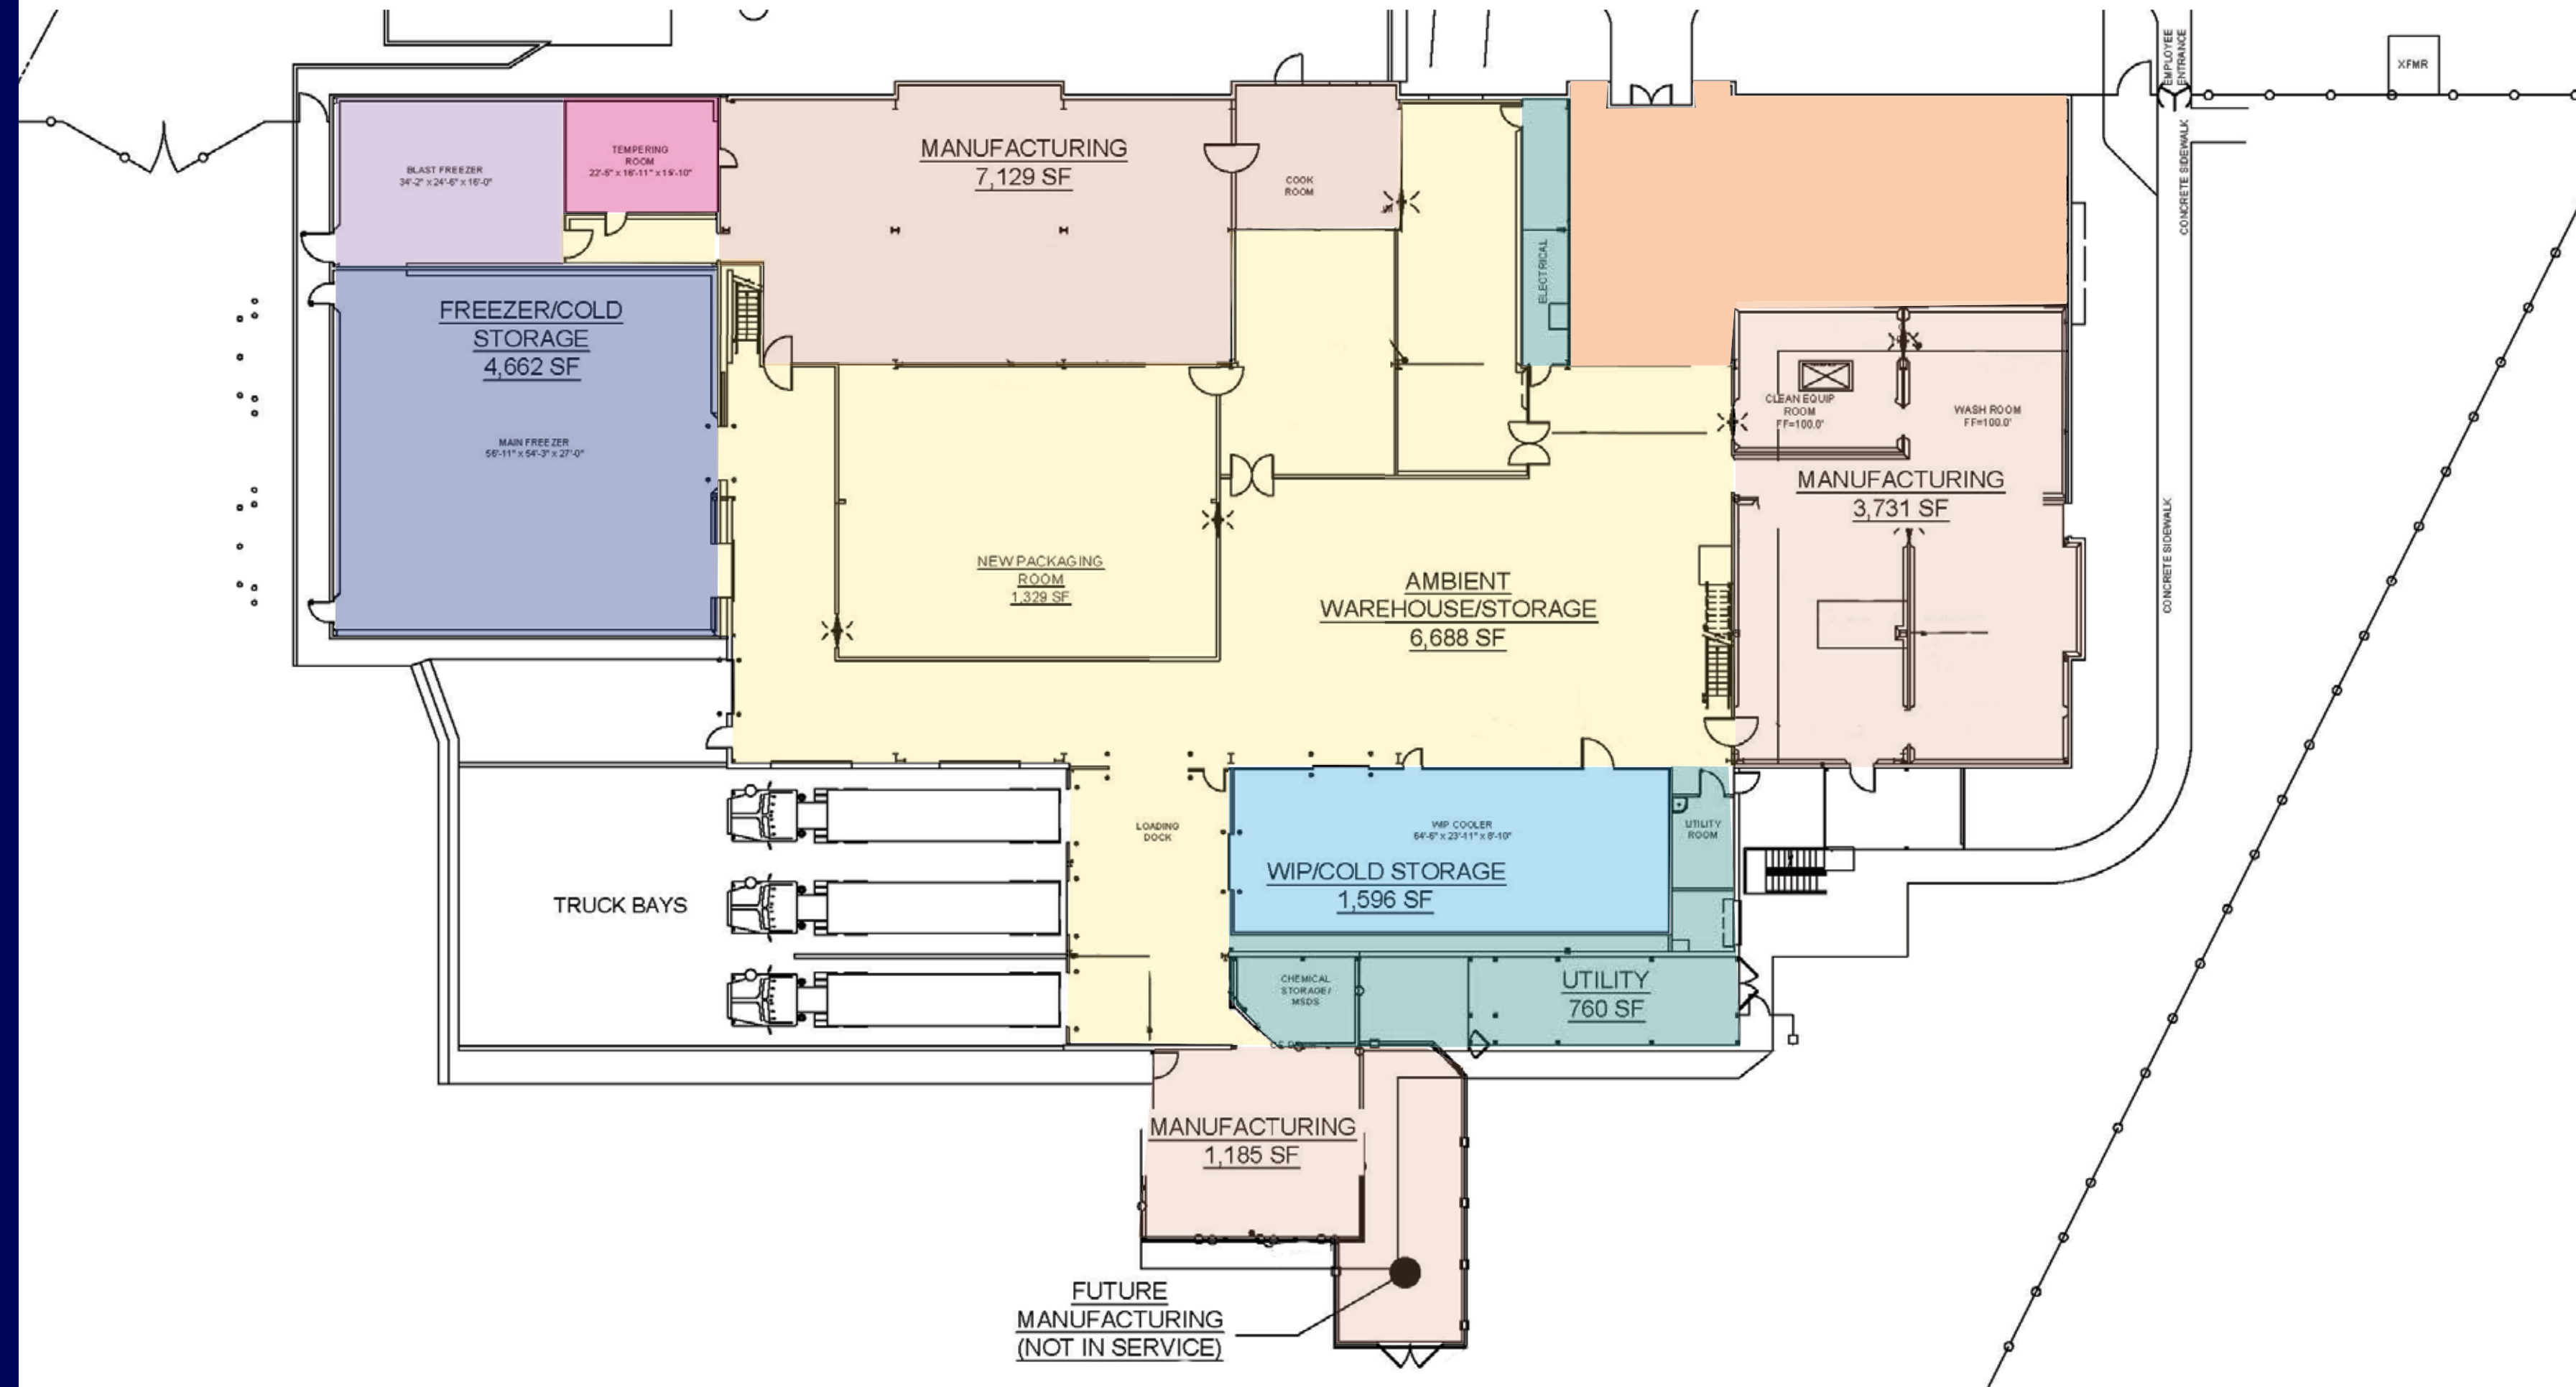 EMPLOYEE
ENTRANCE
XFMR
CONCRETE SIDEWALK
BLAST FREEZER
34'-2" x 24'-6" x 16'-0"
TEMPERING
ROOM
22'-5" x 16'-11" x 15'-10"
MANUFACTURING
7,129 SF
COOK
ROOM
ELECTRICAL
FREEZER/COLD
STORAGE
4,662 SF
MAIN FREEZER
56'-11" x 54'-3" x 27'-0"
CLEAN EQUIP
ROOM
FF=100.0'
WASH ROOM
FF=100.0'
MANUFACTURING
3,731 SF
CONCRETE SIDEWALK
NEW PACKAGING
ROOM
1,329 SF
AMBIENT
WAREHOUSE/STORAGE
6,688 SF
LOADING
DOCK
WIP COOLER
64'-6" x 23'-11" x 8'-10"
UTILITY
ROOM
WIP/COLD STORAGE
1,596 SF
TRUCK BAYS
CHEMICAL
STORAGE/
MSDS
UTILITY
760 SF
MANUFACTURING
1,185 SF
FUTURE
MANUFACTURING
(NOT IN SERVICE)